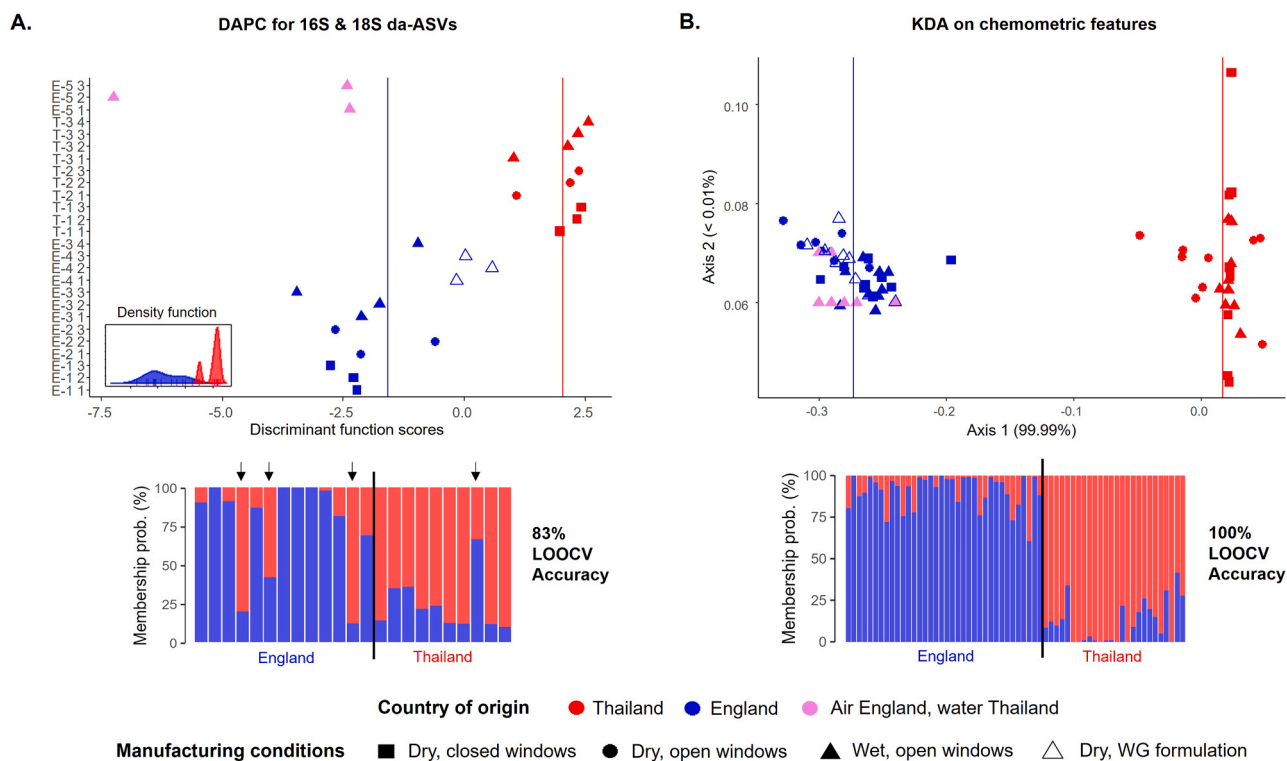 A.
DAPC for 16S & 18S da-ASVs
E-5 3
E-5 2
E-5 1
T-3 4
T-3 3
T-3 2
T-3 1
T-2 3
T-2 2
T-2 1
T-1 3
T-1 2
T-1 1
E-3 4
E-4 3
E-4 2
E-4 1
E-3 3
E-3 2
E-3 1
E-2 3
E-2 2
E-2 1
E-1 3
E-1 2
E-1 1
Density function
-7.5 -5.0 -2.5 0.0 2.5
Discriminant function scores
B.
KDA on chemometric features
Axis 2 (< 0.01%)
0.10
0.08
0.06
-0.3 -0.2 -0.1 0.0
Axis 1 (99.99%)
Membership prob. (%)
100
75
50
25
0
England Thailand
83%
LOOCV
Accuracy
Membership prob. (%)
100
75
50
25
0
England Thailand
100%
LOOCV
Accuracy
Country of origin Thailand England Air England, water Thailand
Manufacturing conditions Dry, closed windows Dry, open windows Wet, open windows Dry, WG formulation